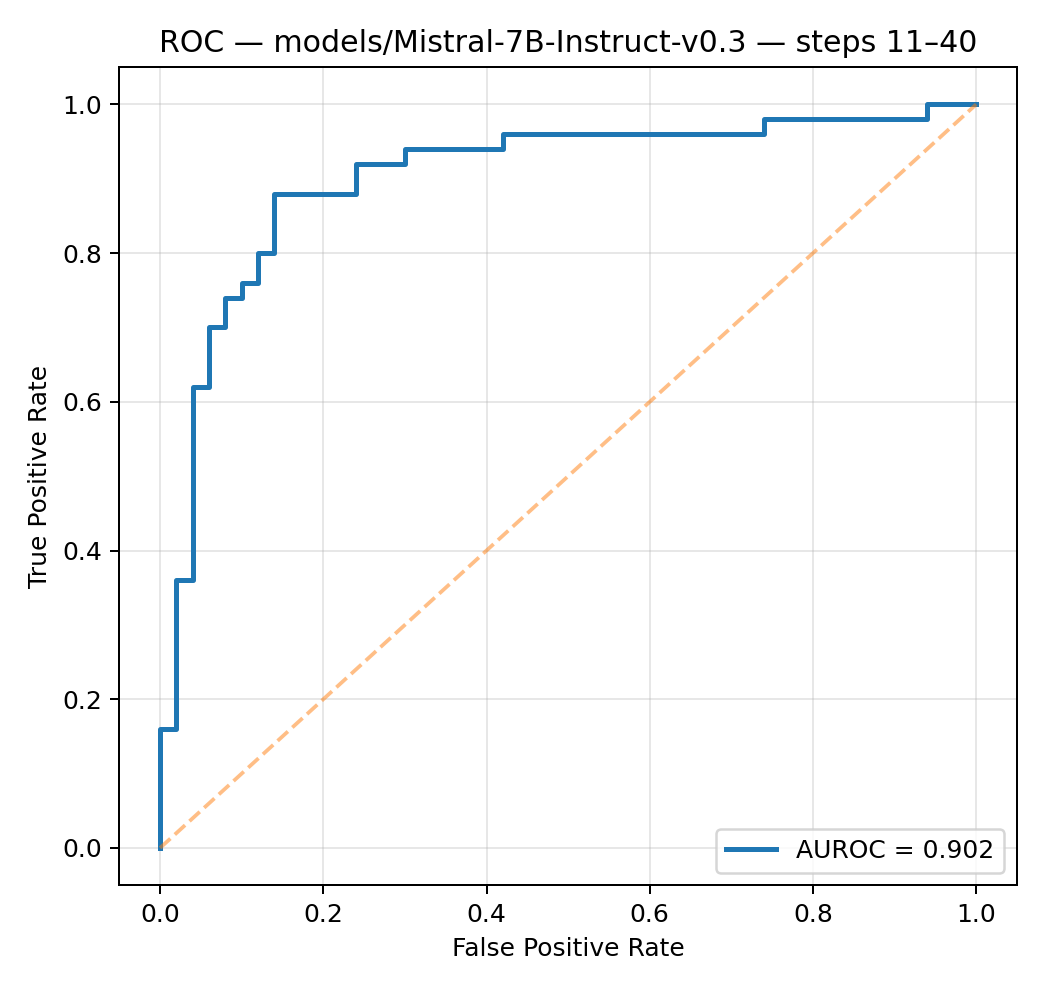 ROC — models/Mistral-7B-Instruct-v0.3 — steps 11–40
True Positive Rate
1.0
0.8
0.6
0.4
0.2
0.0
AUROC = 0.902
0.0 0.2 0.4 0.6 0.8 1.0
False Positive Rate